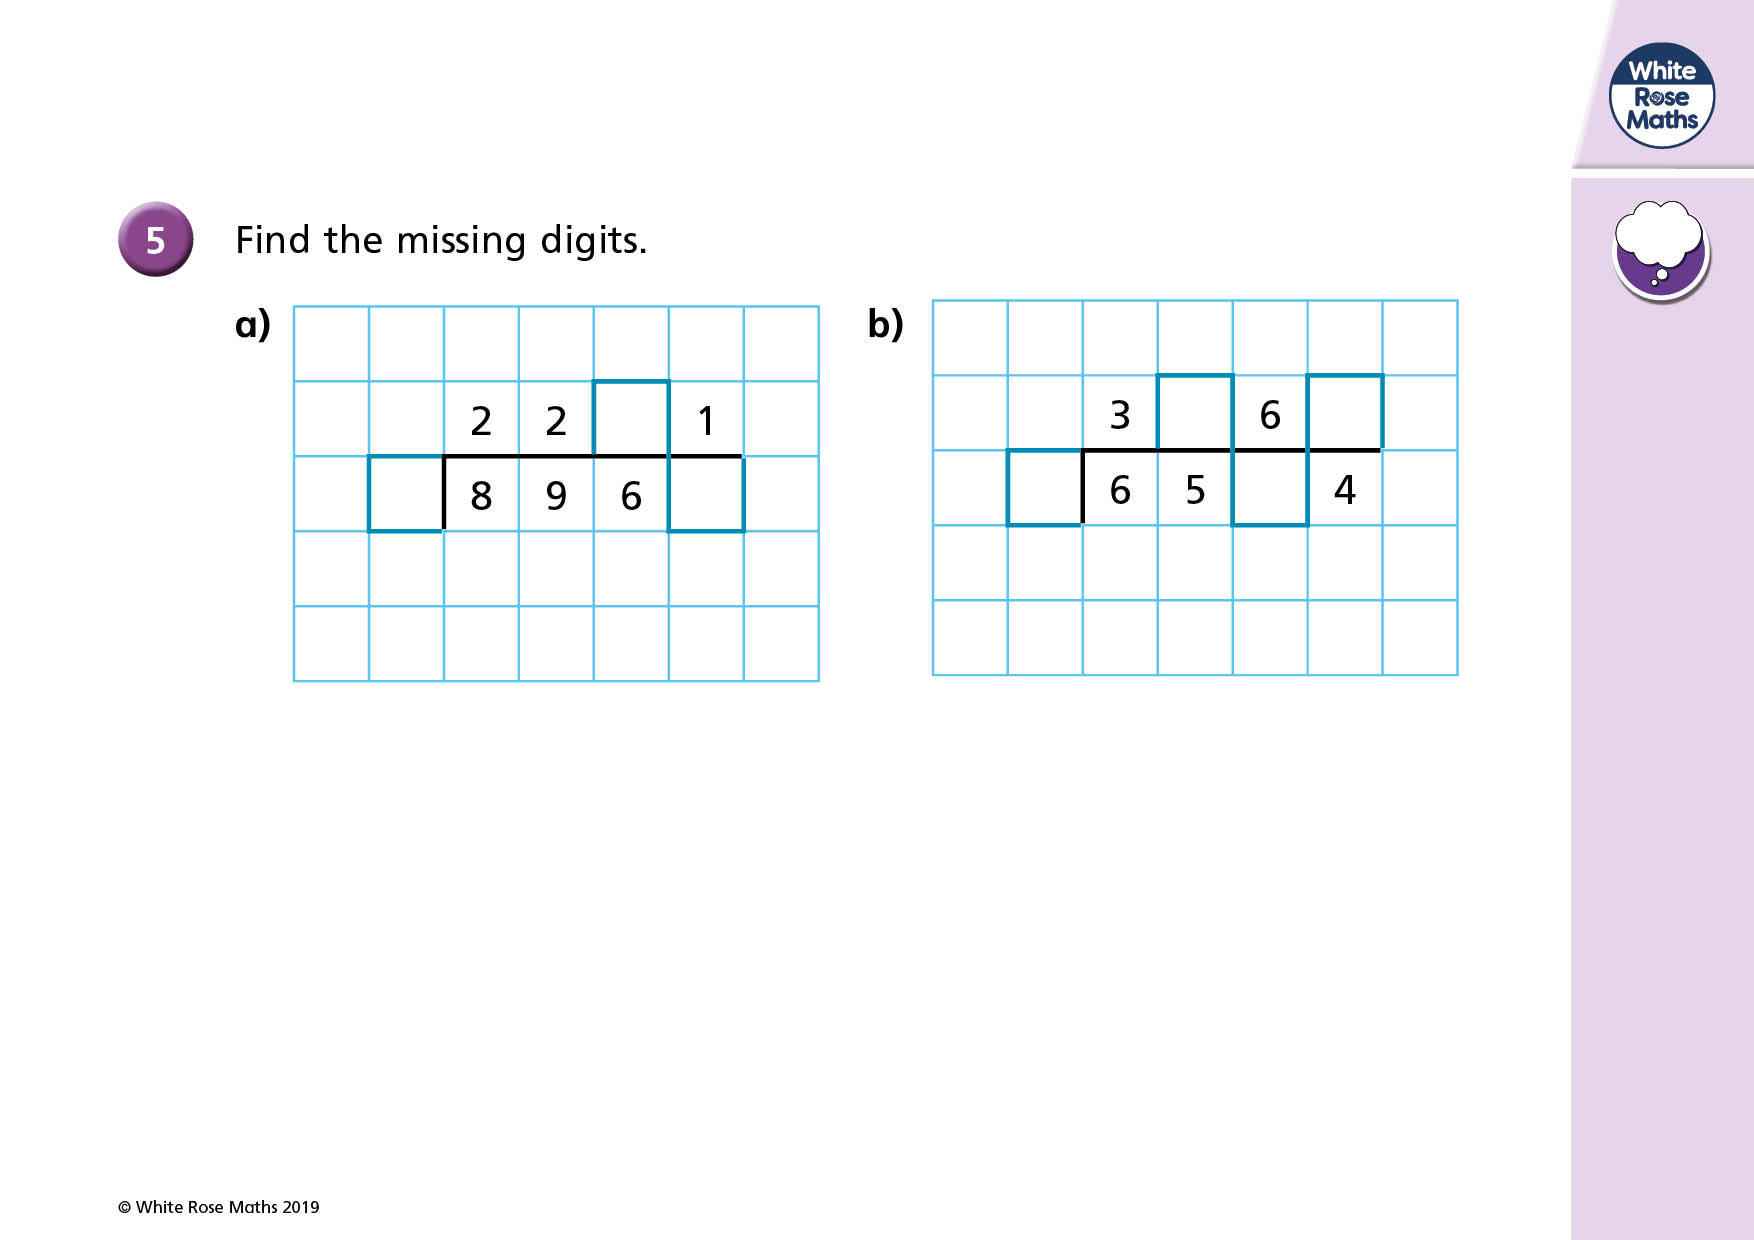 White
Rose
Maths
5 Find the missing digits.
a)
2 2 1
8 9 6
b)
3 6
6 5 4
© White Rose Maths 2019